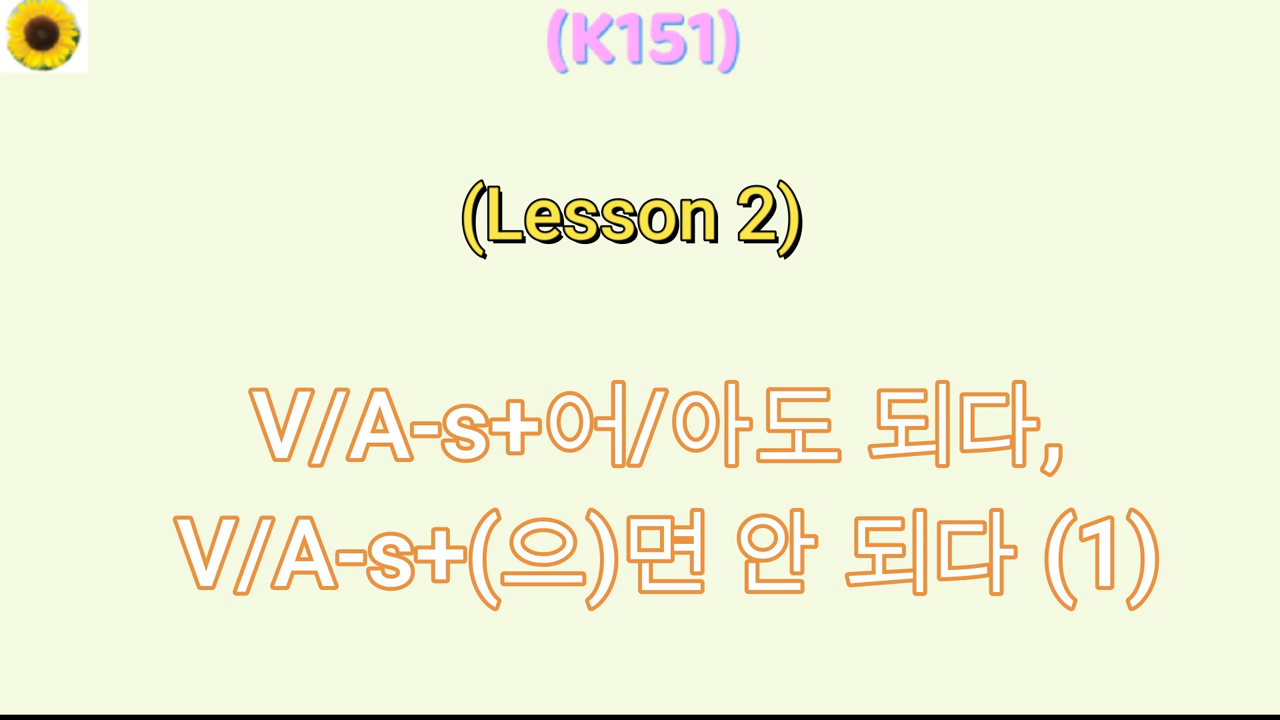 (K151)
(Lesson 2)
V/A-s+어/아도 되다,
V/A-s+(으)면 안 되다 (1)